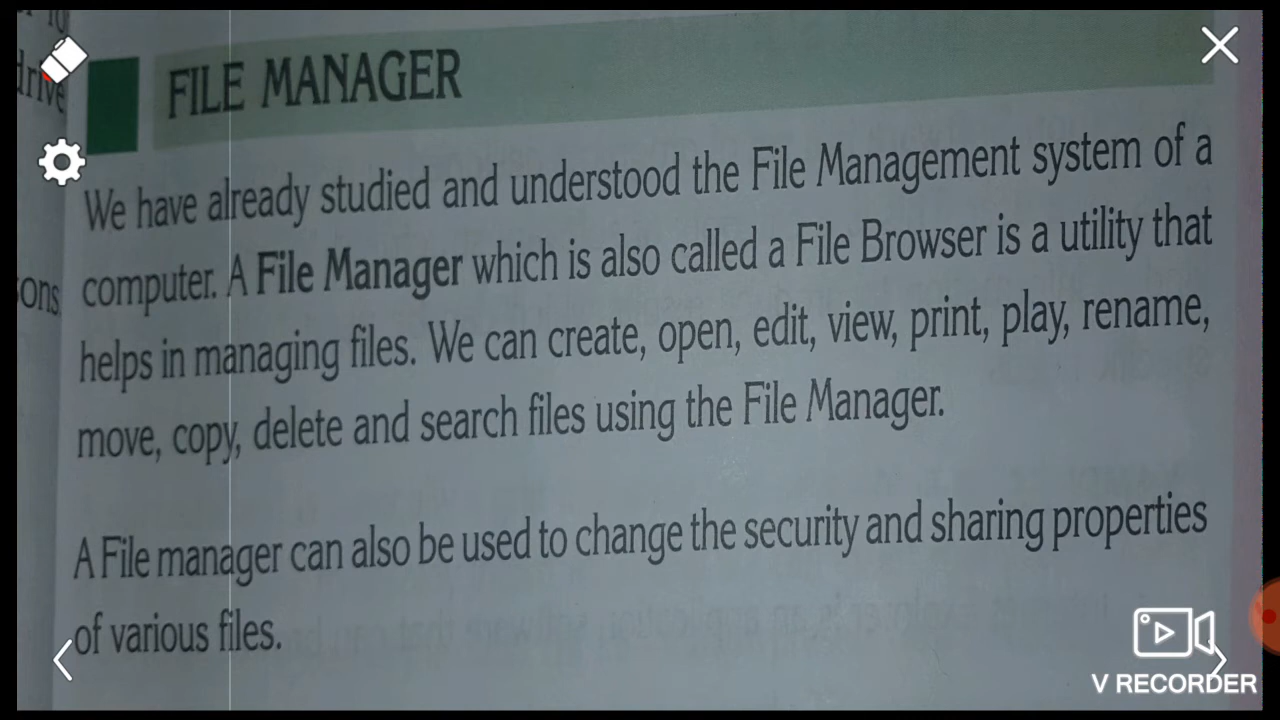 drive
FILE MANAGER
We have already studied and understood the File Management system of a
ons
computer. A File Manager which is also called a File Browser is a utility that
helps in managing files. We can create, open, edit, view, print, play, rename,
move, copy, delete and search files using the File Manager.
A File manager can also be used to change the security and sharing properties
of various files.
V RECORDER